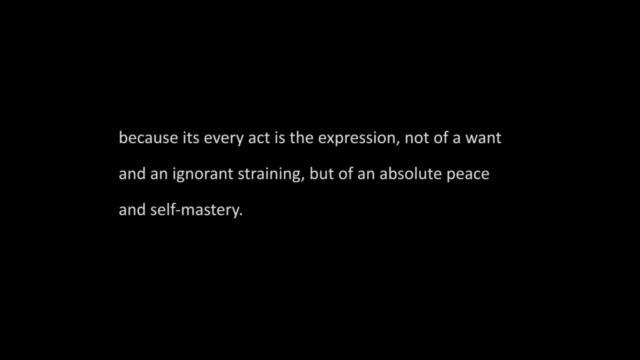 because its every act is the expression, not of a want
and an ignorant straining, but of an absolute peace
and self-mastery.